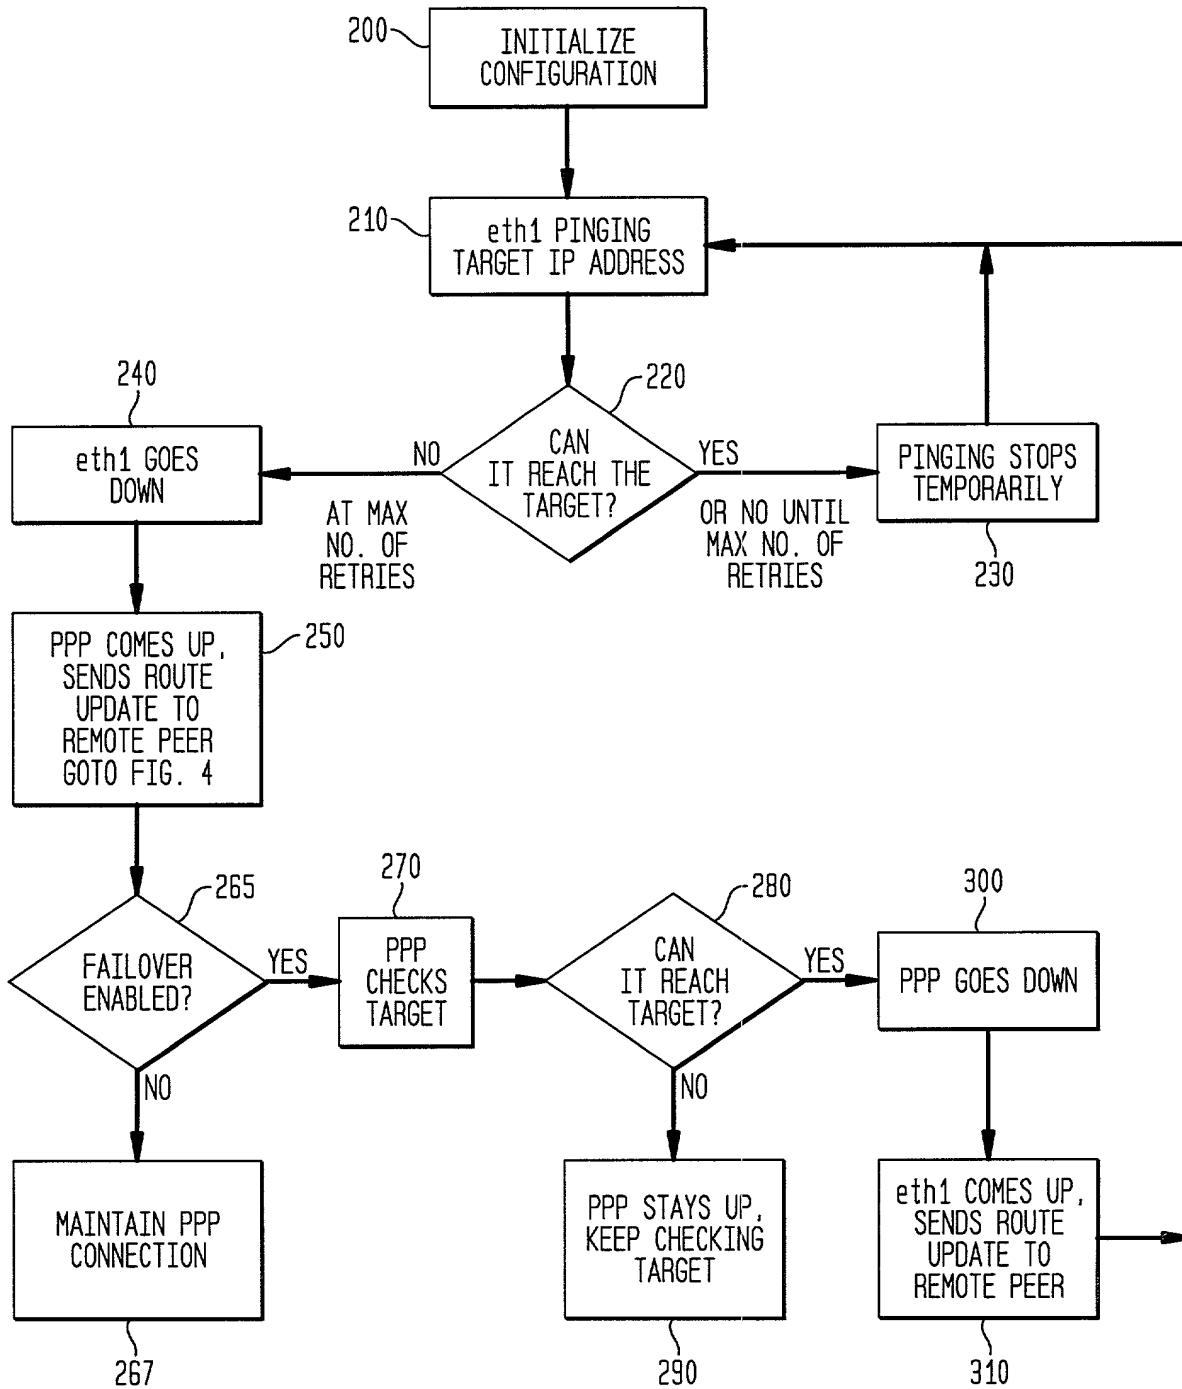 200
INITIALIZE
CONFIGURATION
210
eth1 PINGING
TARGET IP ADDRESS
220
CAN
IT REACH THE
TARGET?
NO
AT MAX
NO. OF
RETRIES
YES
OR NO UNTIL
MAX NO. OF
RETRIES
PINGING STOPS
TEMPORARILY
230
240
eth1 GOES
DOWN
250
PPP COMES UP,
SENDS ROUTE
UPDATE TO
REMOTE PEER
GOTO FIG. 4
265
FAILOVER
ENABLED?
YES
NO
270
PPP
CHECKS
TARGET
280
CAN
IT REACH
TARGET?
YES
NO
300
PPP GOES DOWN
MAINTAIN PPP
CONNECTION
267
PPP STAYS UP,
KEEP CHECKING
TARGET
290
eth1 COMES UP,
SENDS ROUTE
UPDATE TO
REMOTE PEER
310